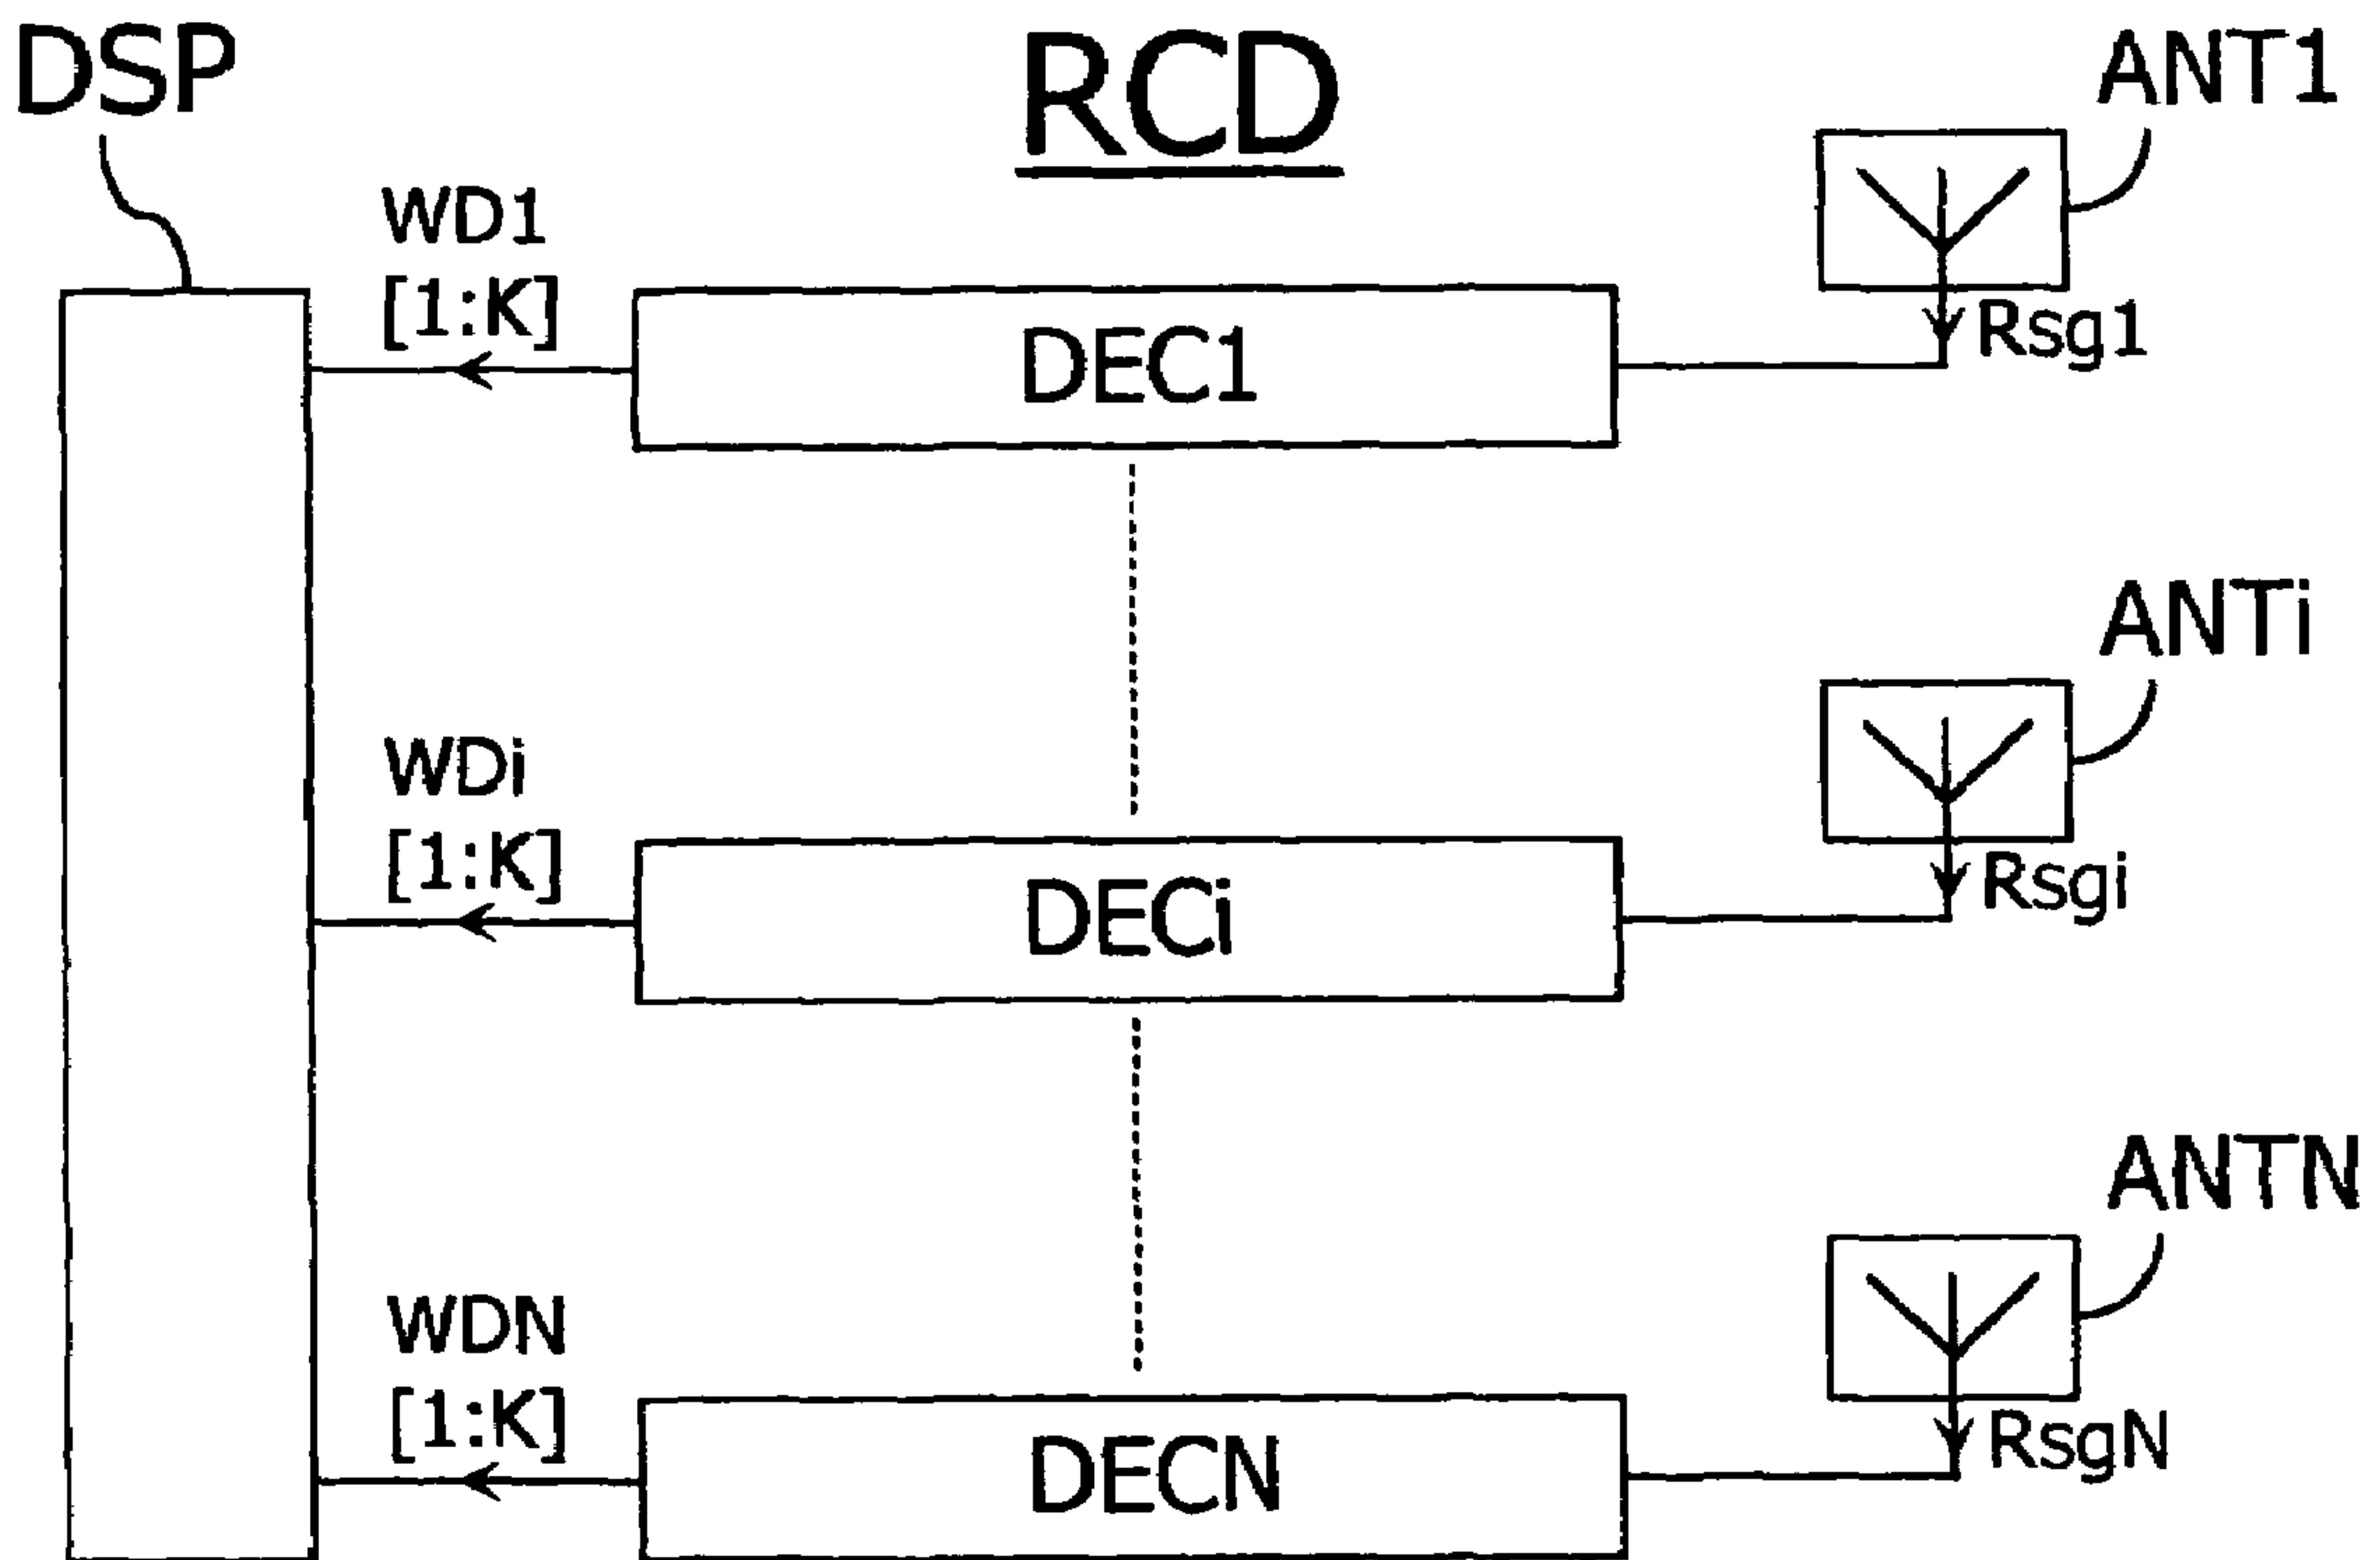 DSP
RCD
ANT1
WD1
[1:K]
DEC1
Rsg1
ANTi
WDi
[1:K]
DECi
Rsgi
ANTN
WDN
[1:K]
DECN
RsgN